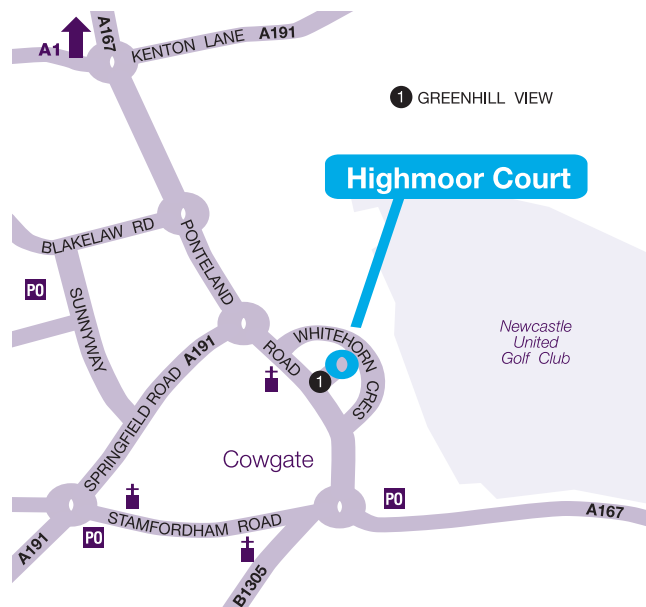 A1
A167
KENTON LANE A191
1 GREENHILL VIEW
Highmoor Court
BLAKELAW RD
PONTELAND ROAD
PO
SUNNYWAY
WHITEHORN CRES
Newcastle
United
Golf Club
SPRINGFIELD ROAD A191
1
Cowgate
PO
A167
STAMFORDHAM ROAD
PO
A191
B1305